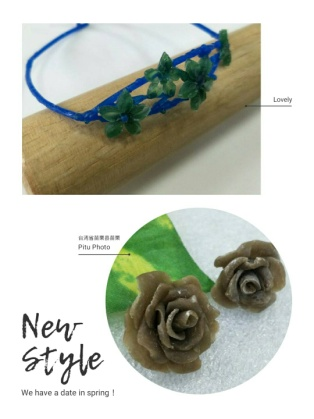 Lovely
Pitu Photo
New
Style
We have a date in spring !